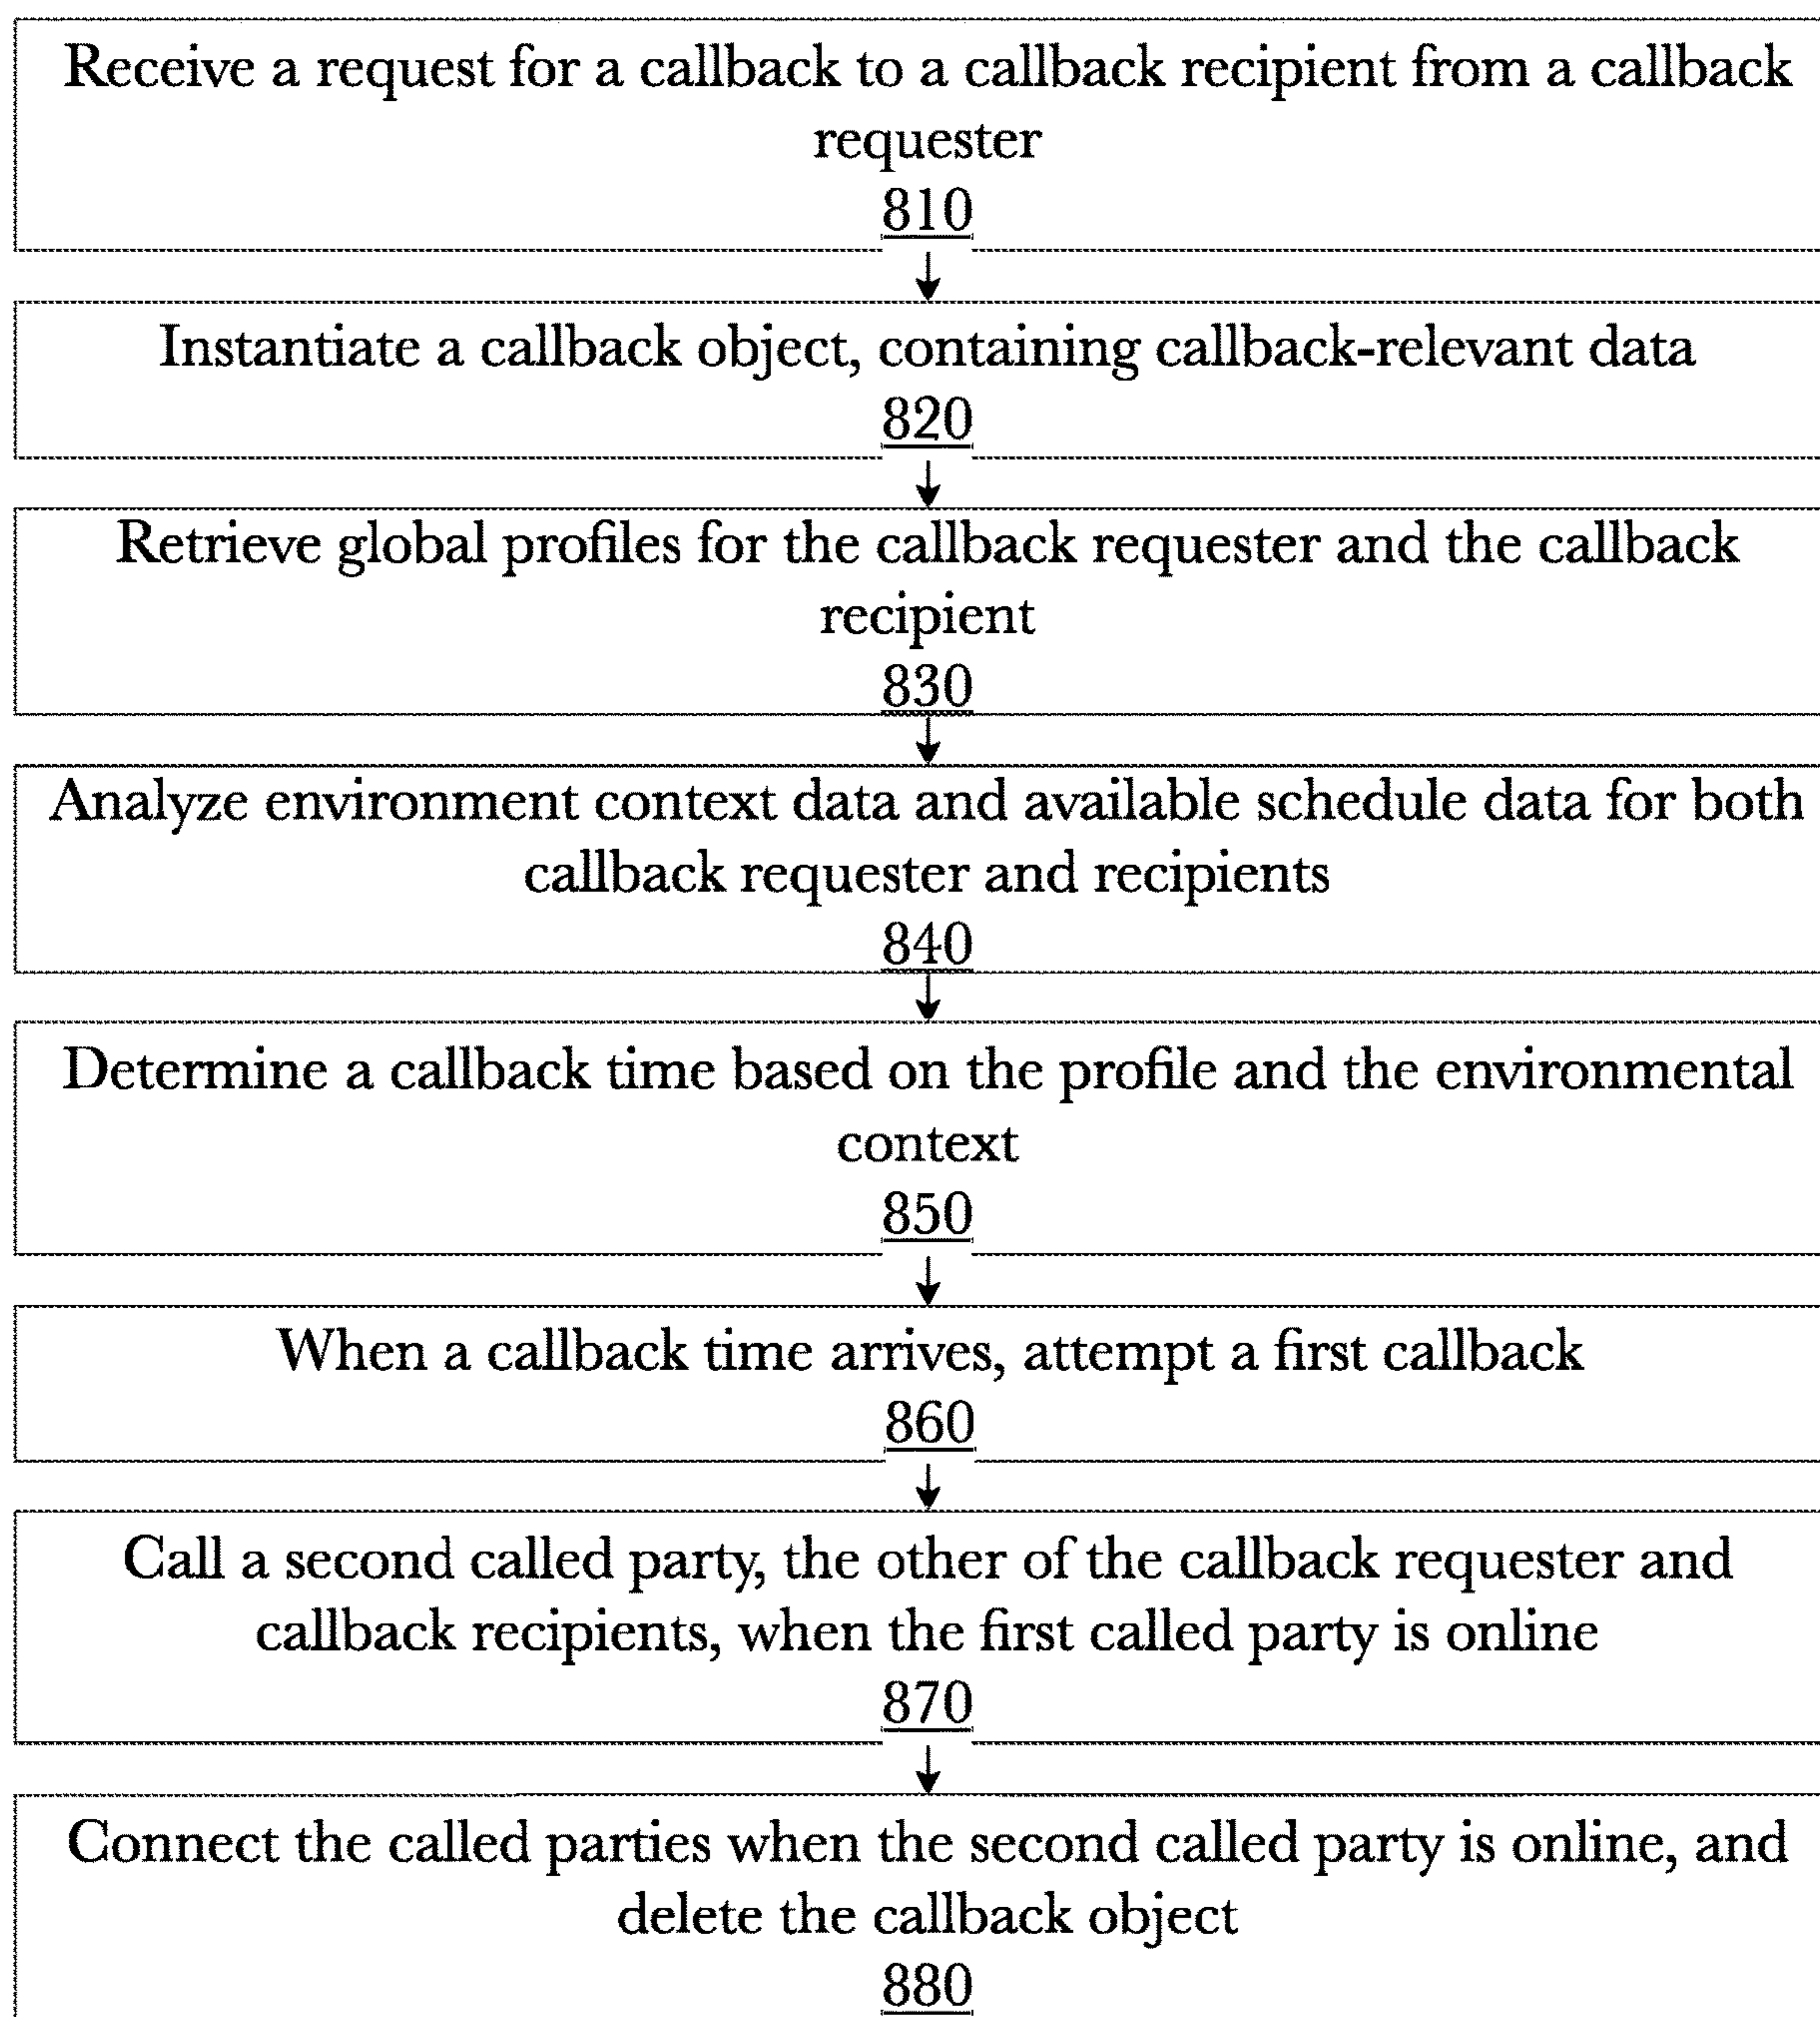 Receive a request for a callback to a callback recipient from a callback
requester
810
Instantiate a callback object, containing callback-relevant data
820
Retrieve global profiles for the callback requester and the callback
recipient
830
Analyze environment context data and available schedule data for both
callback requester and recipients
840
Determine a callback time based on the profile and the environmental
context
850
When a callback time arrives, attempt a first callback
860
Call a second called party, the other of the callback requester and
callback recipients, when the first called party is online
870
Connect the called parties when the second called party is online, and
delete the callback object
880